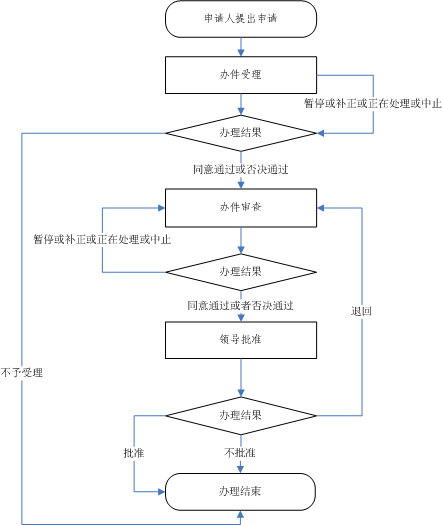 申请人提出申请
办件受理
暂停或补正或正在处理或中止
办理结果
同意通过或否决通过
办件审查
暂停或补正或正在处理或中止
办理结果
同意通过或者否决通过
退回
领导批准
不予受理
办理结果
批准
不批准
办理结束